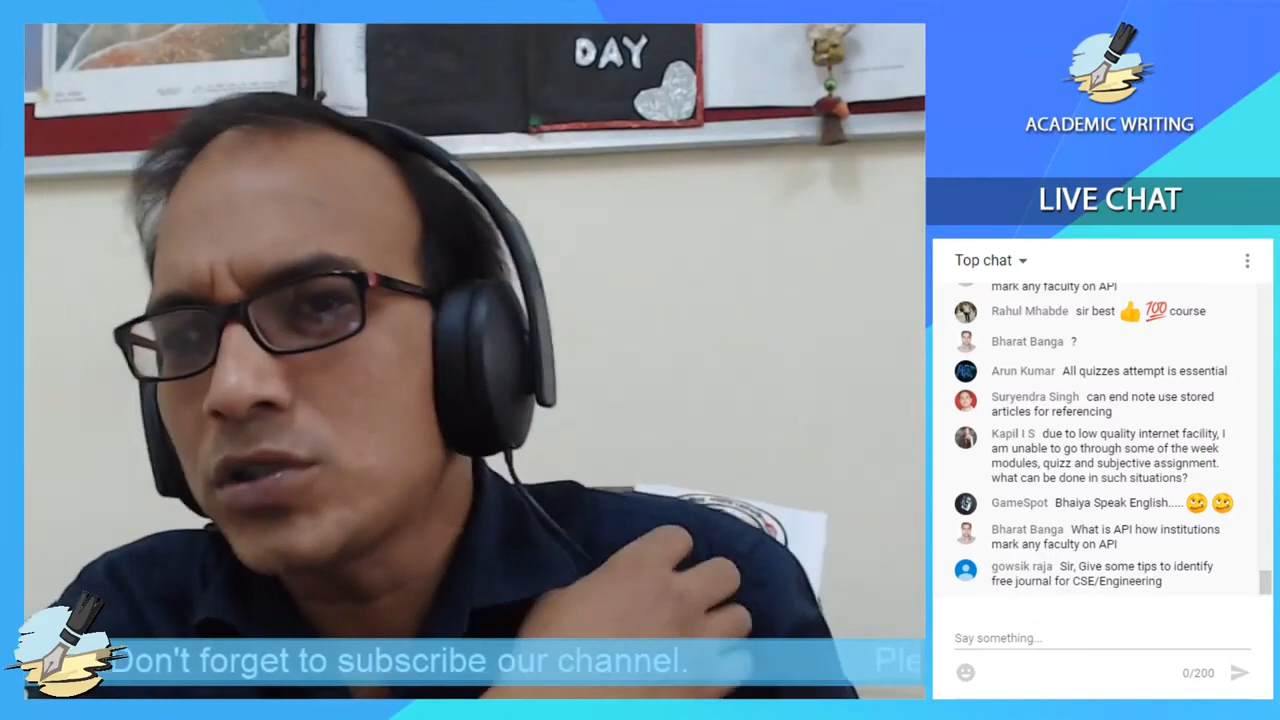 DAY
Don't forget to subscribe our channel.
Ple
ACADEMIC WRITING
LIVE CHAT
Top chat
mark any faculty on API
Rahul Mhabde sir best 👍 💯 course
Bharat Banga ?
Arun Kumar All quizzes attempt is essential
Suryendra Singh can end note use stored
articles for referencing
Kapil I S due to low quality internet facility, I
am unable to go through some of the week
modules, quizz and subjective assignment.
what can be done in such situations?
GameSpot Bhaiya Speak English.....
Bharat Banga What is API how institutions
mark any faculty on API
gowsik raja Sir, Give some tips to identify
free journal for CSE/Engineering
Say something...
0/200